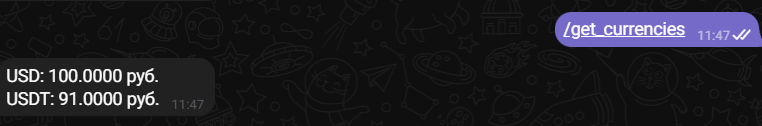 /get_currencies 11:47
USD: 100.0000 руб.
USDT: 91.0000 руб. 11:47